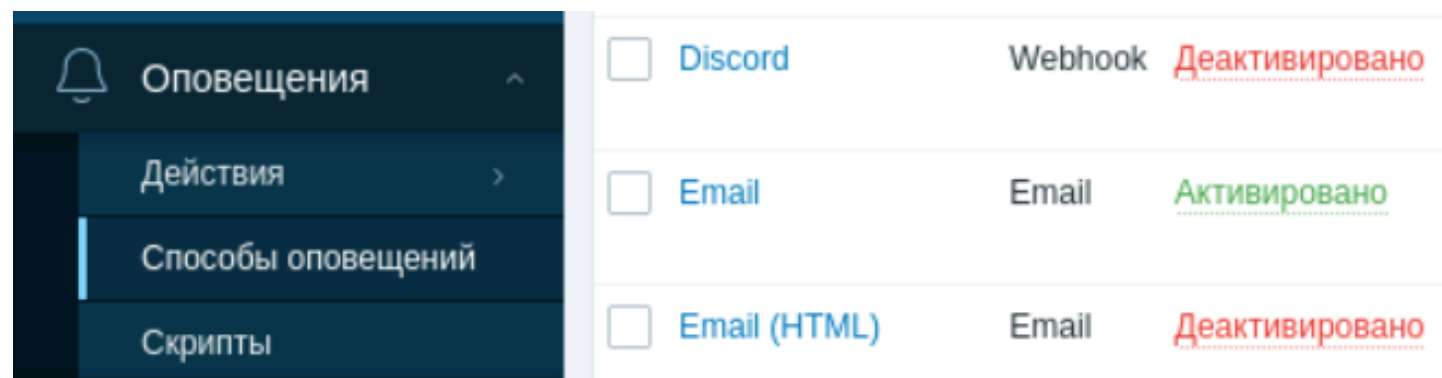 Оповещения
Действия
Способы оповещений
Скрипты
Discord Webhook Деактивировано
Email Email Активировано
Email (HTML) Email Деактивировано